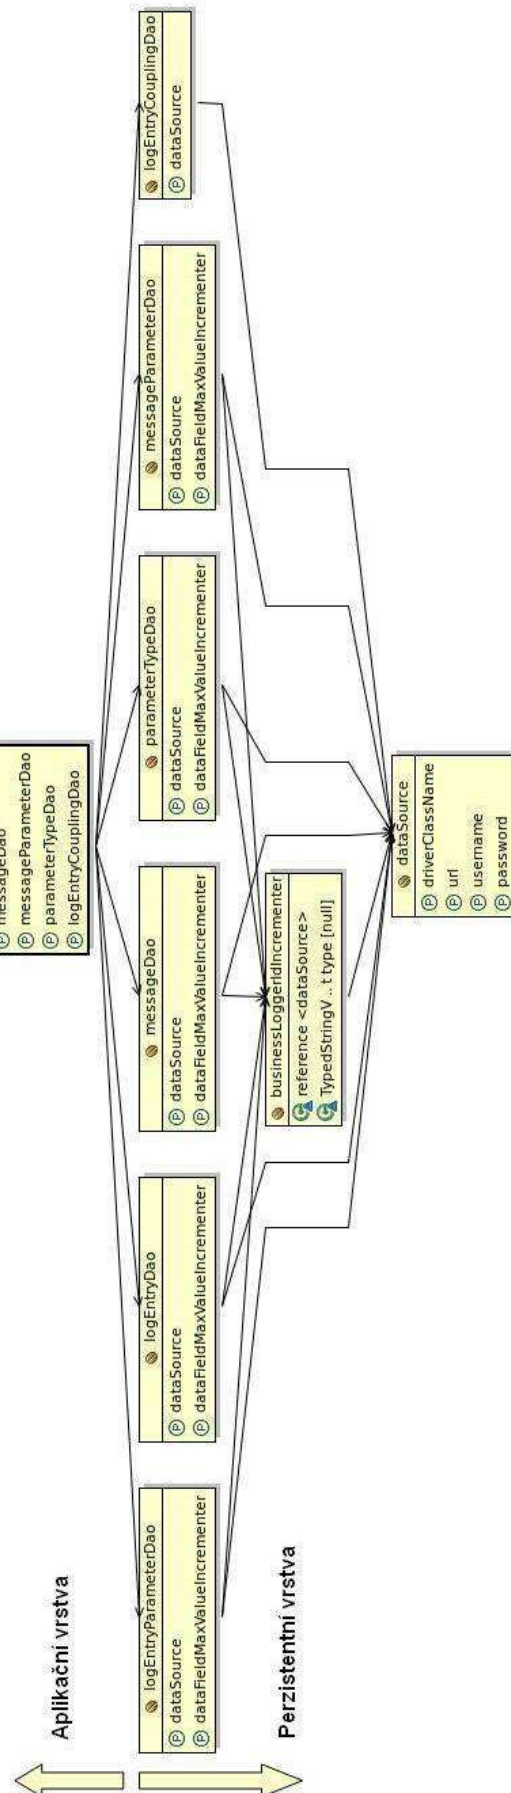 messageDao
messageParameterDao
parameterTypeDao
logEntryCouplingDao
Aplikační vrstva
logEntryParameterDao
dataSource
dataFieldMaxValueIncrementer
logEntryDao
dataSource
dataFieldMaxValueIncrementer
messageDao
dataSource
dataFieldMaxValueIncrementer
parameterTypeDao
dataSource
dataFieldMaxValueIncrementer
messageParameterDao
dataSource
dataFieldMaxValueIncrementer
logEntryCouplingDao
dataSource
Perzistentní vrstva
businessLoggerIdIncrementer
reference <dataSource>
TypedStringV .. t type [null]
dataSource
driverClassName
url
username
password